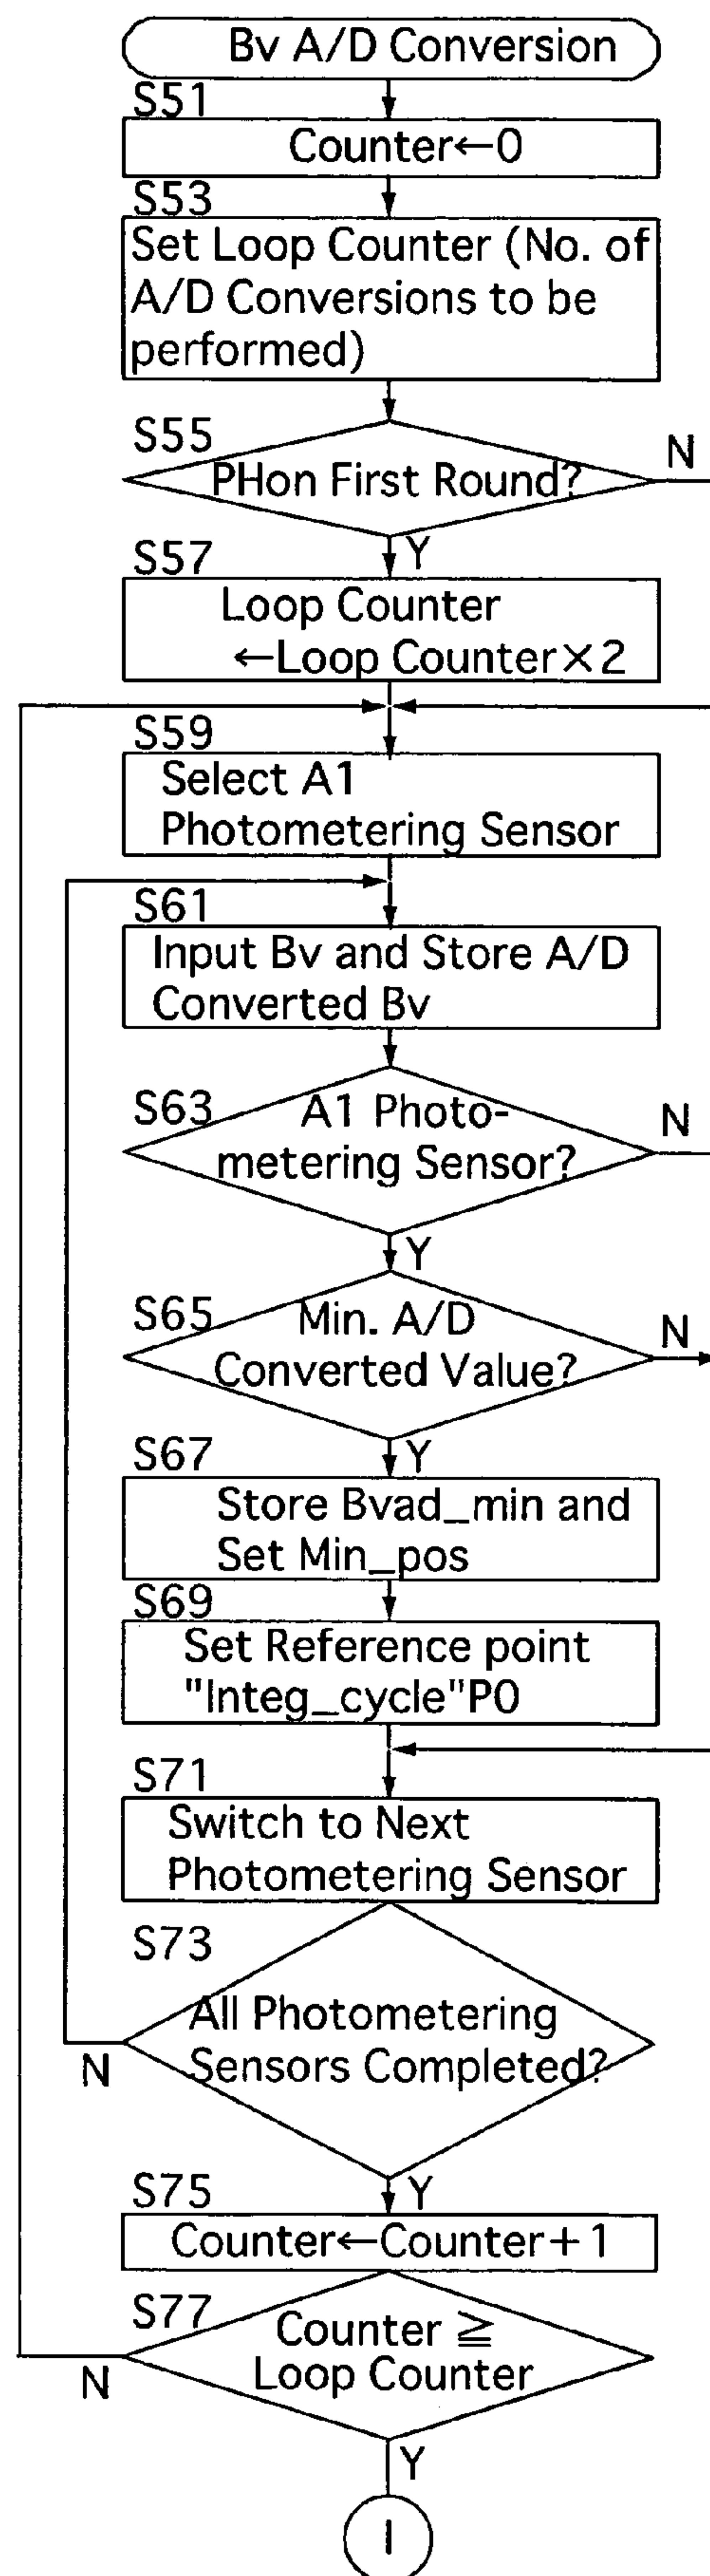 Bv A/D Conversion
S51
Counter←0
S53
Set Loop Counter (No. of
A/D Conversions to be
performed)
S55
PHon First Round?
N
Y
S57
Loop Counter
←Loop Counter×2
S59
Select A1
Photometering Sensor
S61
Input Bv and Store A/D
Converted Bv
S63
A1 Photo-
metering Sensor?
N
Y
S65
Min. A/D
Converted Value?
N
Y
S67
Store Bvad_min and
Set Min_pos
S69
Set Reference point
"Integ_cycle"P0
S71
Switch to Next
Photometering Sensor
S73
All Photometering
Sensors Completed?
N
Y
S75
Counter←Counter+1
S77
Counter ≧
Loop Counter
N
Y
I